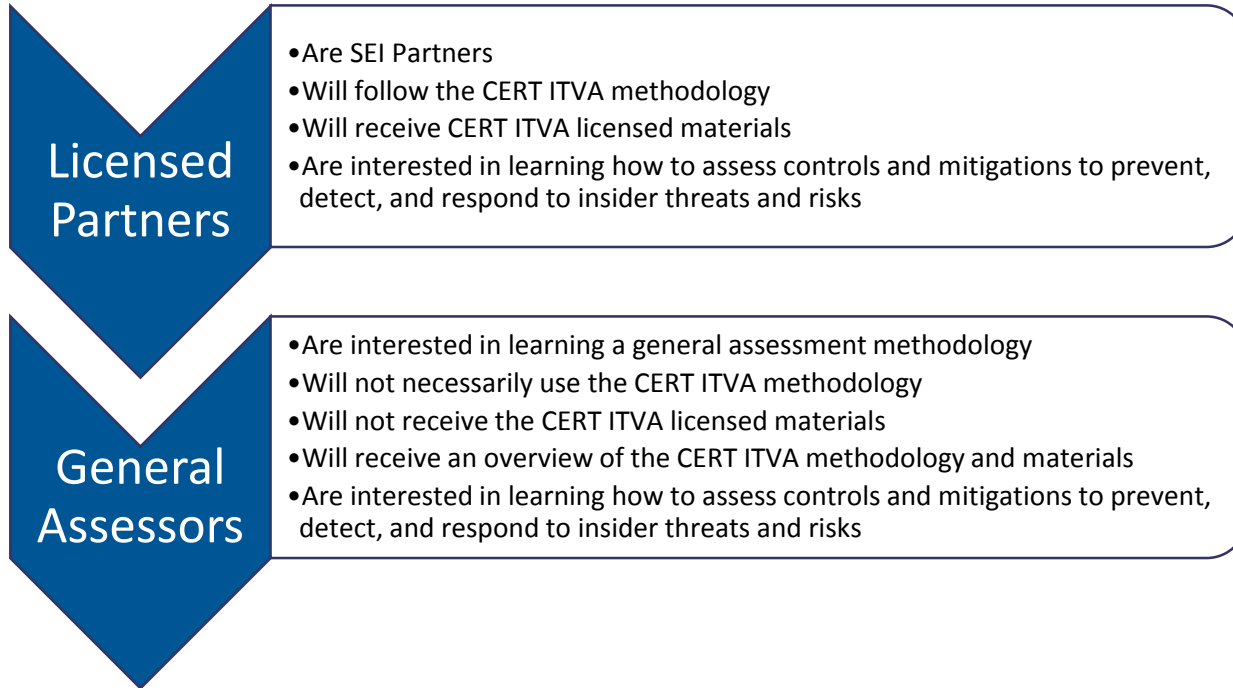 Licensed
Partners
•Are SEI Partners
•Will follow the CERT ITVA methodology
•Will receive CERT ITVA licensed materials
•Are interested in learning how to assess controls and mitigations to prevent,
detect, and respond to insider threats and risks
General
Assessors
•Are interested in learning a general assessment methodology
•Will not necessarily use the CERT ITVA methodology
•Will not receive the CERT ITVA licensed materials
•Will receive an overview of the CERT ITVA methodology and materials
•Are interested in learning how to assess controls and mitigations to prevent,
detect, and respond to insider threats and risks